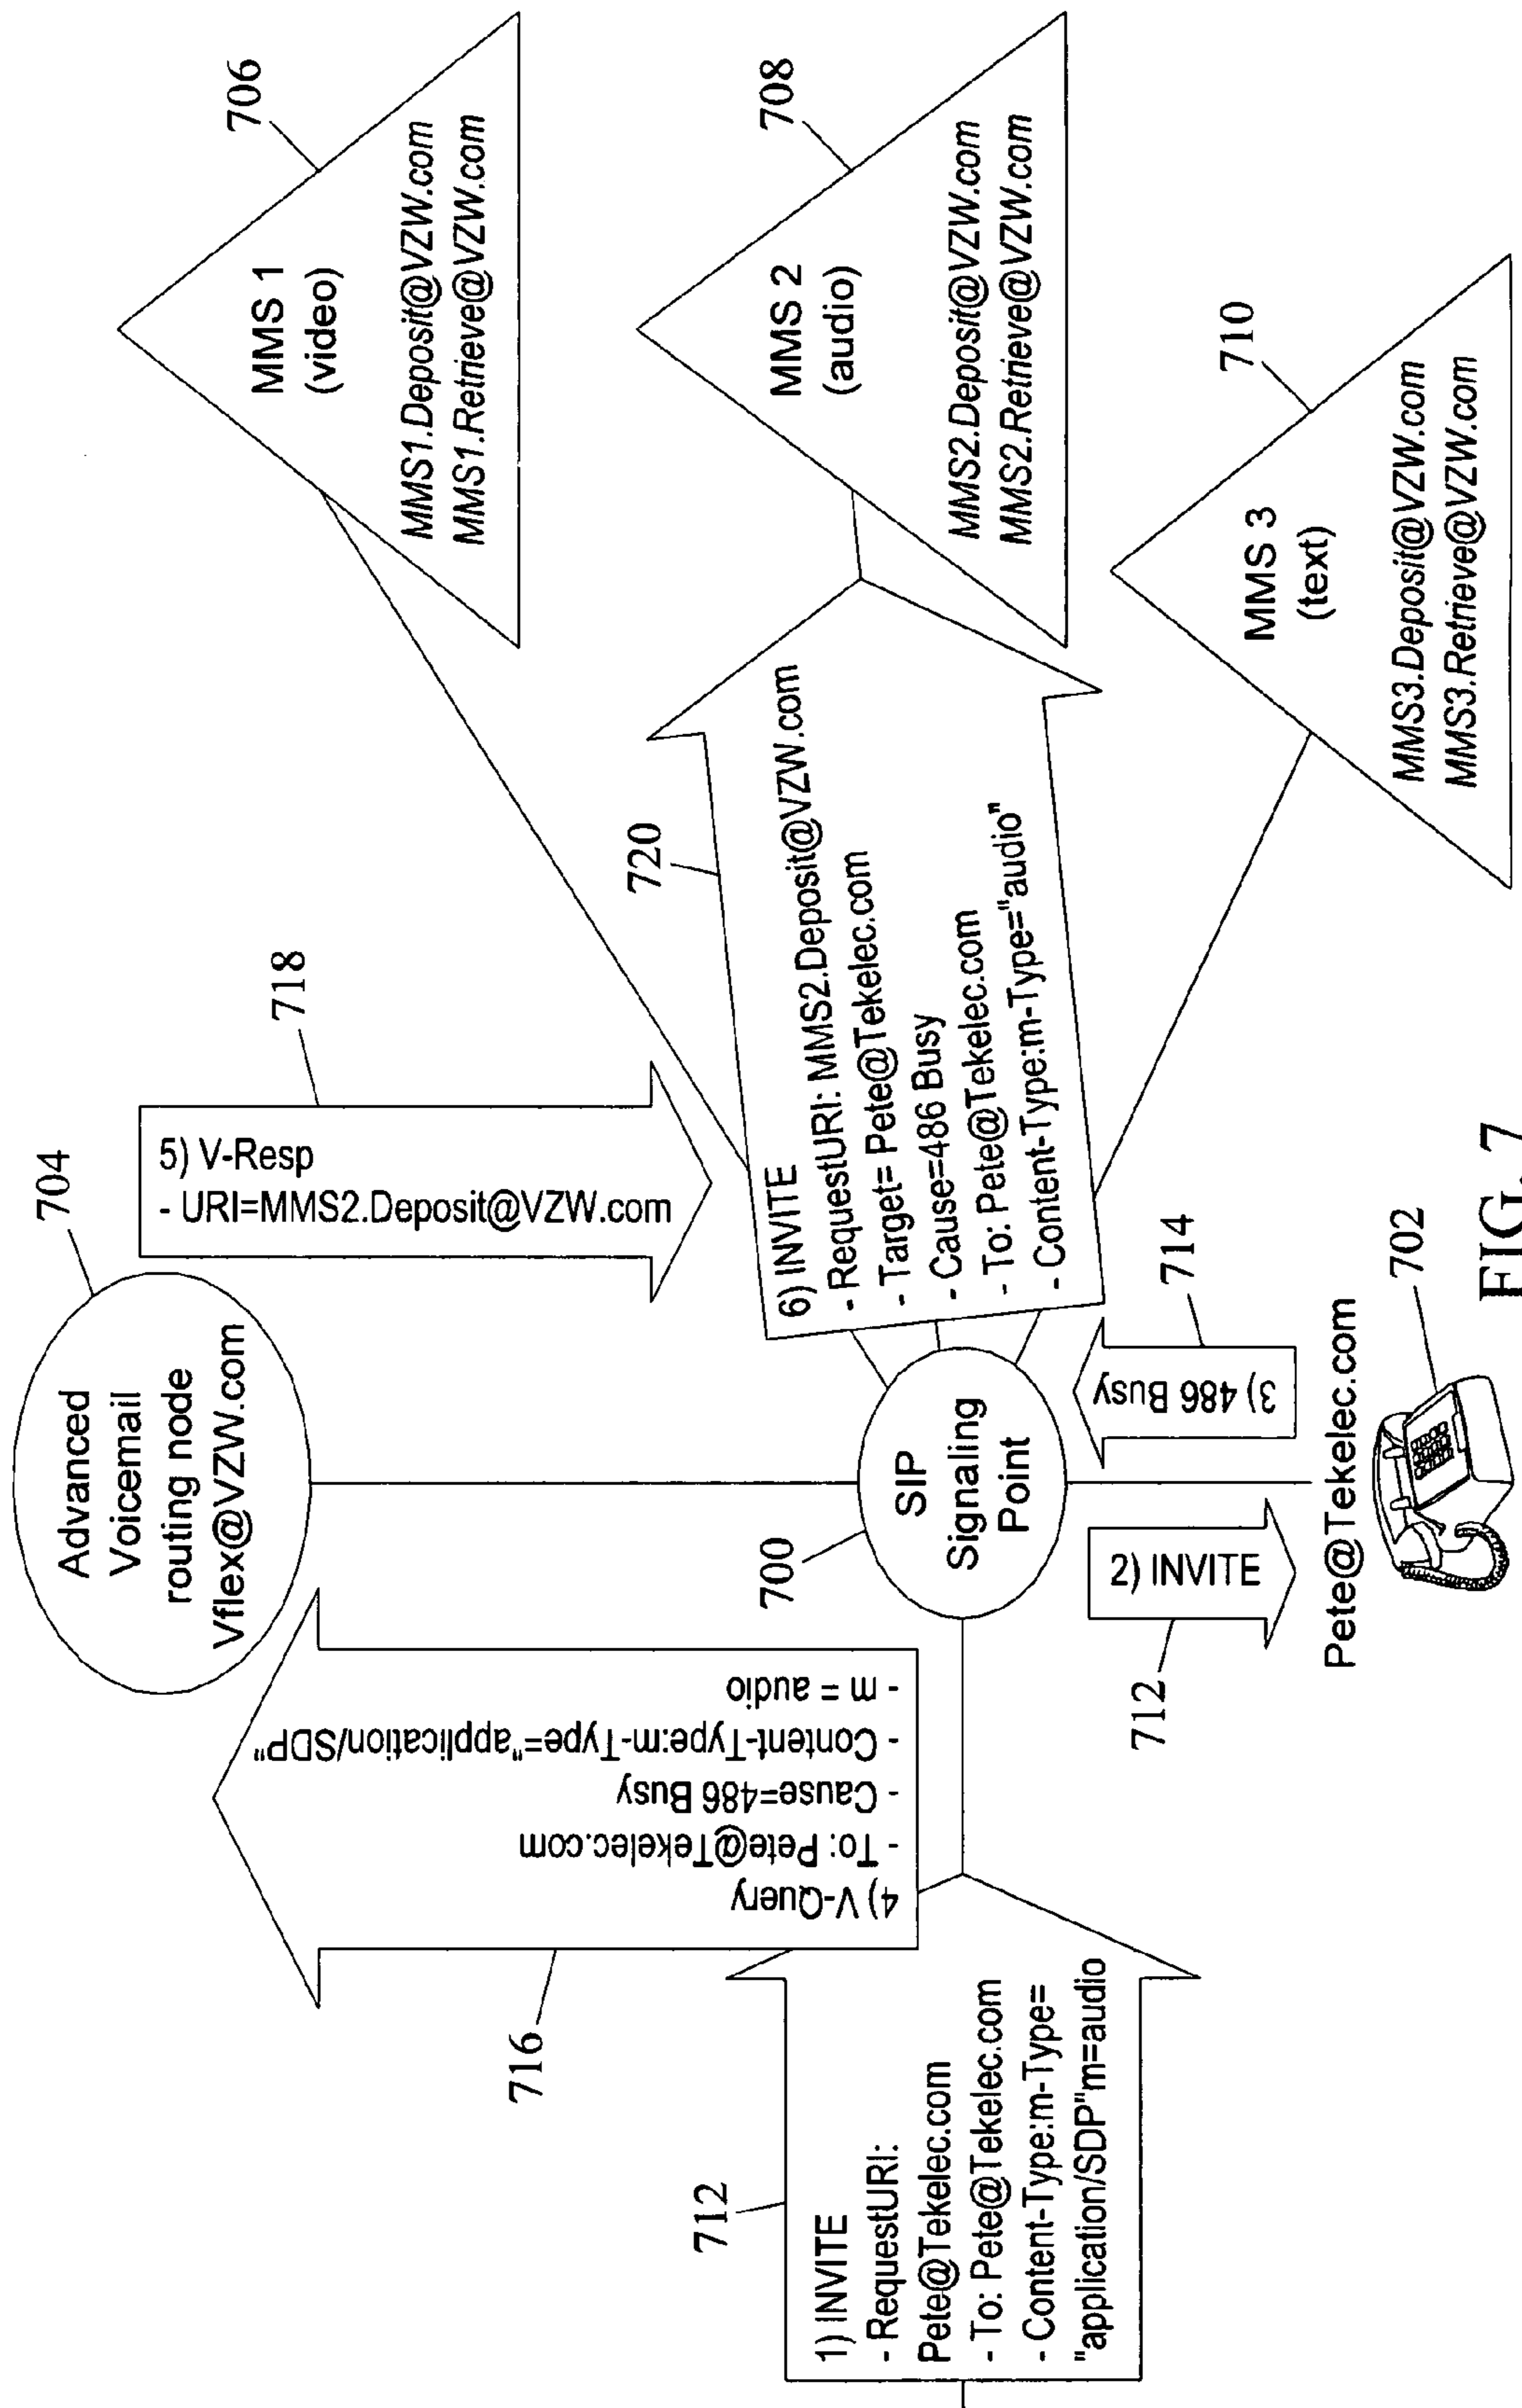 704
Advanced
Voicemail
routing node
Vflex@VZW.com
718
5) V-Resp
- URI=MMS2.Deposit@VZW.com
706
MMS 1
(video)
MMS1.Deposit@VZW.com
MMS1.Retrieve@VZW.com
716
4) V-Query
- To: Pete@Tekelec.com
- Cause=486 Busy
- Content-Type:m-Type="application/SDP"
- m = audio
712
1) INVITE
- RequestURI:
Pete@Tekelec.com
- To: Pete@Tekelec.com
- Content-Type:m-Type=
"application/SDP"m=audio
700
SIP
Signaling
Point
720
6) INVITE
- RequestURI: MMS2.Deposit@VZW.com
- Target= Pete@Tekelec.com
- Cause=486 Busy
- To: Pete@Tekelec.com
- Content-Type:m-Type="audio"
708
MMS 2
(audio)
MMS2.Deposit@VZW.com
MMS2.Retrieve@VZW.com
712
2) INVITE
3) 486 Busy
714
710
MMS 3
(text)
MMS3.Deposit@VZW.com
MMS3.Retrieve@VZW.com
Pete@Tekelec.com
702
FIG. 7